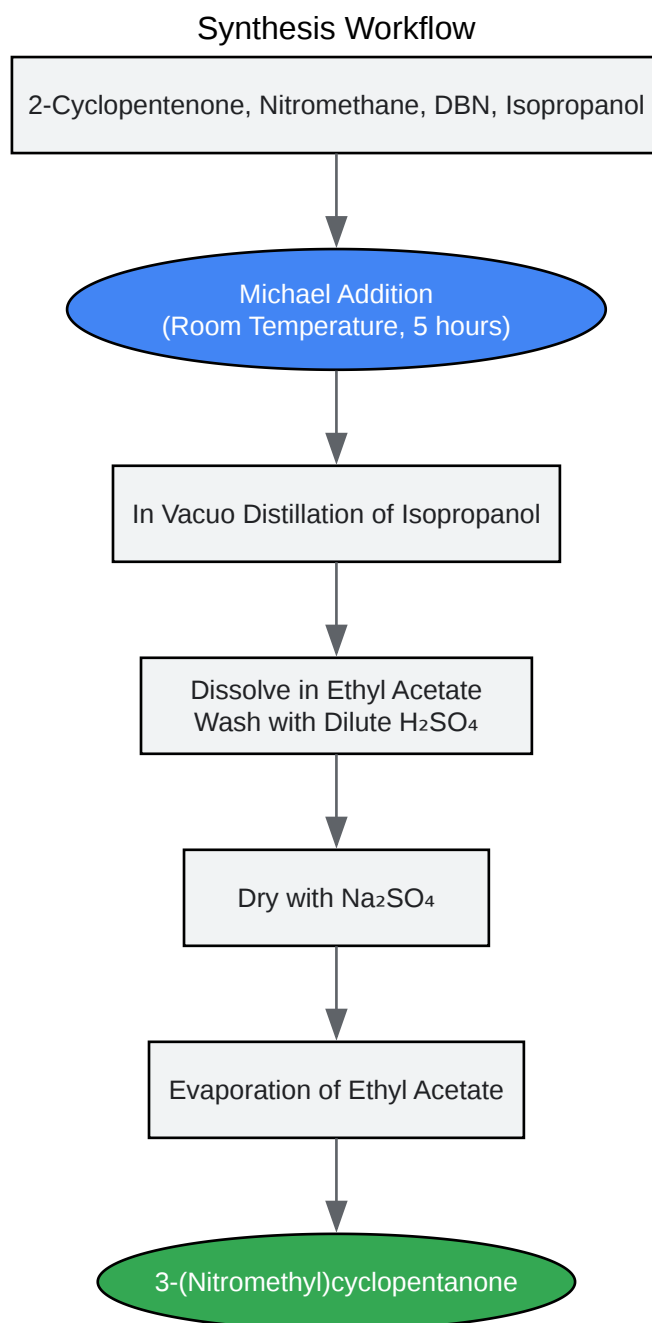 Synthesis Workflow
2-Cyclopentenone, Nitromethane, DBN, Isopropanol
Michael Addition
(Room Temperature, 5 hours)
In Vacuo Distillation of Isopropanol
Dissolve in Ethyl Acetate
Wash with Dilute H₂SO₄
Dry with Na₂SO₄
Evaporation of Ethyl Acetate
3-(Nitromethyl)cyclopentanone